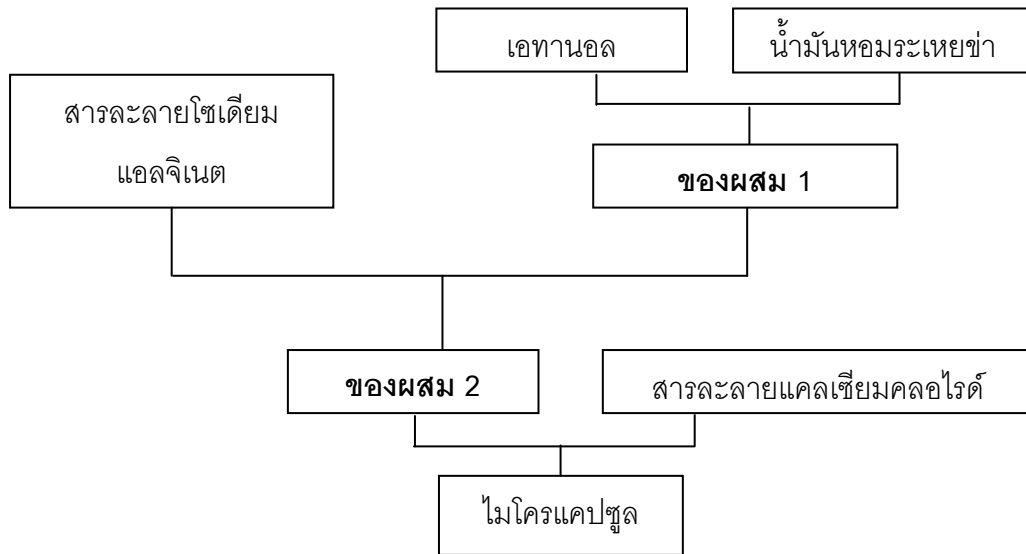 เอทานอล
น้ำมันหอมระเหยข่า
สารละลายโซเดียม
แอลจิเนต
ของผสม 1
ของผสม 2
สารละลายแคลเซียมคลอไรด์
ไมโครแคปซูล